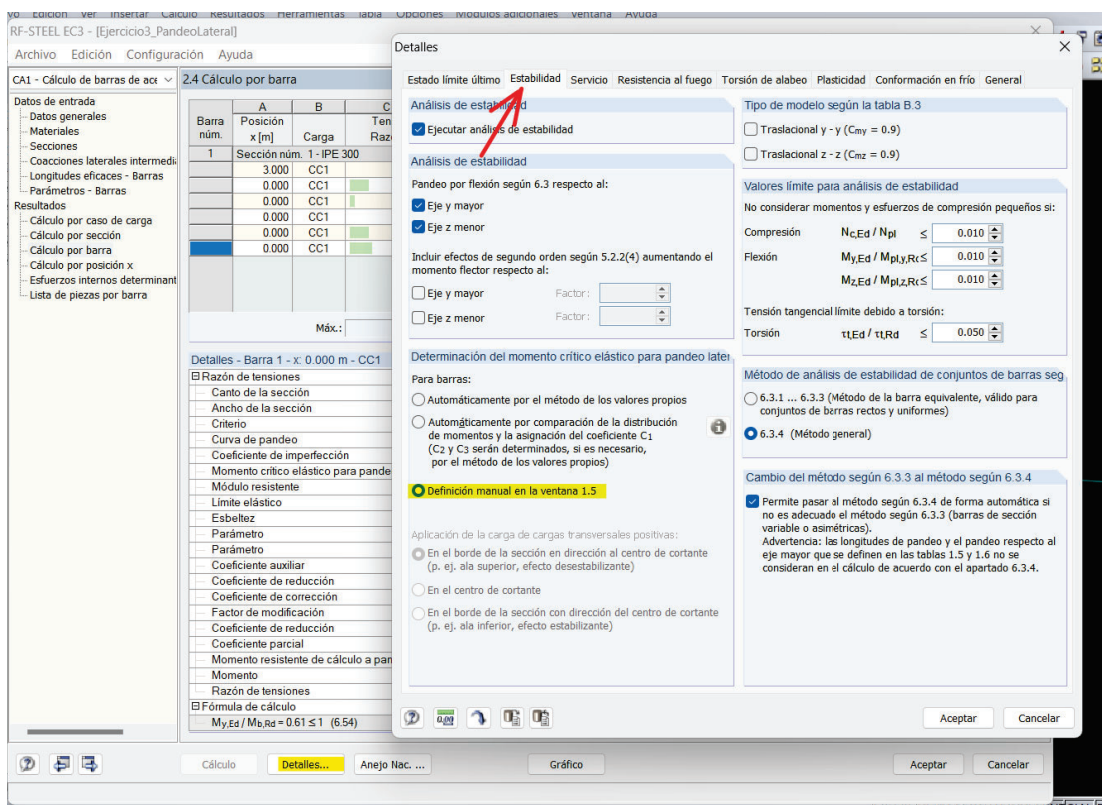 vo Edición Ver Insertar Cálculo Resultados Herramientas Tabla Opciones Módulos adicionales Ventana Ayuda
RF-STEEL EC3 - [Ejercicio3_PandeoLateral]
Archivo Edición Configuración Ayuda
CA1 - Cálculo de barras de ace
2.4 Cálculo por barra
Datos de entrada
Datos generales
Materiales
Secciones
Coacciones laterales intermedi
Longitudes eficaces - Barras
Parámetros - Barras
Resultados
Cálculo por caso de carga
Cálculo por sección
Cálculo por barra
Cálculo por posición x
Esfuerzos internos determinant
Lista de piezas por barra
A B C
Barra Posición Ten
núm. x [m] Carga Razó
1 Sección núm. 1 - IPE 300
3.000 CC1
0.000 CC1
0.000 CC1
0.000 CC1
0.000 CC1
0.000 CC1
Máx.:
Detalles - Barra 1 - x: 0.000 m - CC1
Razón de tensiones
Canto de la sección
Ancho de la sección
Criterio
Curva de pandeo
Coeficiente de imperfección
Momento crítico elástico para pande
Módulo resistente
Límite elástico
Esbeltez
Parámetro
Parámetro
Coeficiente auxiliar
Coeficiente de reducción
Coeficiente de corrección
Factor de modificación
Coeficiente de reducción
Coeficiente parcial
Momento resistente de cálculo a pan
Momento
Razón de tensiones
Fórmula de cálculo
My,Ed / Mb,Rd = 0.61 ≤ 1 (6.54)
Cálculo Detalles... Anejo Nac. ... Gráfico Aceptar Cancelar
Detalles
Estado límite último Estabilidad Servicio Resistencia al fuego Torsión de alabeo Plasticidad Conformación en frío General
Análisis de estabilidad
Ejecutar análisis de estabilidad
Análisis de estabilidad
Pandeo por flexión según 6.3 respecto al:
Eje y mayor
Eje z menor
Incluir efectos de segundo orden según 5.2.2(4) aumentando el
momento flector respecto al:
Eje y mayor Factor:
Eje z menor Factor:
Determinación del momento crítico elástico para pandeo later
Para barras:
Automáticamente por el método de los valores propios
Automáticamente por comparación de la distribución
de momentos y la asignación del coeficiente C1
(C2 y C3 serán determinados, si es necesario,
por el método de los valores propios)
Definición manual en la ventana 1.5
Aplicación de la carga de cargas transversales positivas:
En el borde de la sección en dirección al centro de cortante
(p. ej. ala superior, efecto desestabilizante)
En el centro de cortante
En el borde de la sección con dirección del centro de cortante
(p. ej. ala inferior, efecto estabilizante)
Tipo de modelo según la tabla B.3
Traslacional y - y (Cmy = 0.9)
Traslacional z - z (Cmz = 0.9)
Valores límite para análisis de estabilidad
No considerar momentos y esfuerzos de compresión pequeños si:
Compresión Nc,Ed / Npl ≤ 0.010
Flexión My,Ed / Mpl,y,Rc ≤ 0.010
Mz,Ed / Mpl,z,Rc ≤ 0.010
Tensión tangencial límite debido a torsión:
Torsión τt,Ed / τt,Rd ≤ 0.050
Método de análisis de estabilidad de conjuntos de barras seg
6.3.1 ... 6.3.3 (Método de la barra equivalente, válido para
conjuntos de barras rectos y uniformes)
6.3.4 (Método general)
Cambio del método según 6.3.3 al método según 6.3.4
Permite pasar al método según 6.3.4 de forma automática si
no es adecuado el método según 6.3.3 (barras de sección
variable o asimétricas).
Advertencia: las longitudes de pandeo y el pandeo respecto al
eje mayor que se definen en las tablas 1.5 y 1.6 no se
consideran en el cálculo de acuerdo con el apartado 6.3.4.
0,00
Aceptar Cancelar